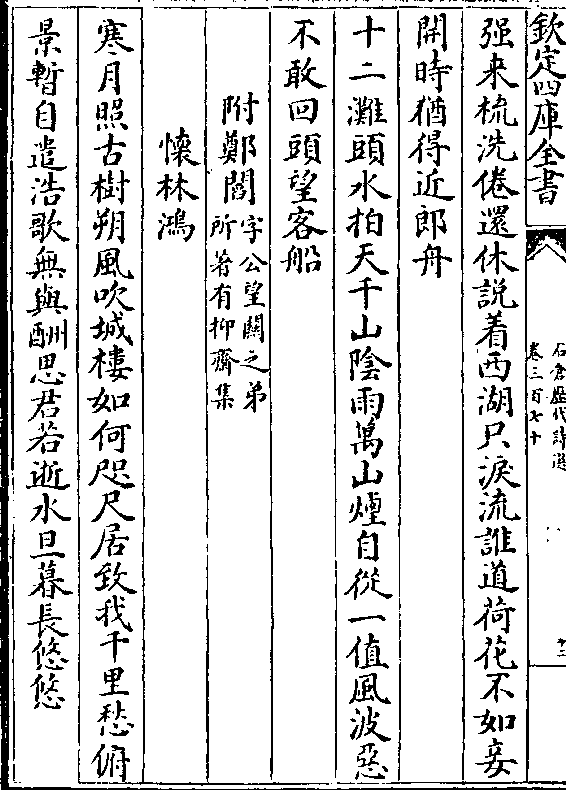 欽定四庫全書
石倉歷代詩選
卷三百七十
十二
强来梳洗倦還休説着西湖只淚流誰道荷花不如妾
開時猶得近郎舟
十二灘頭水拍天千山陰雨萬山煙自從一值風波惡
不敢回頭望客船
附鄭閻字公望關之弟
所著有抑齋集
懷林鴻
寒月照古樹朔風吹城樓如何咫尺居致我千里愁俯
景暫自遣浩歌無與酬思君若逝水旦暮長悠悠